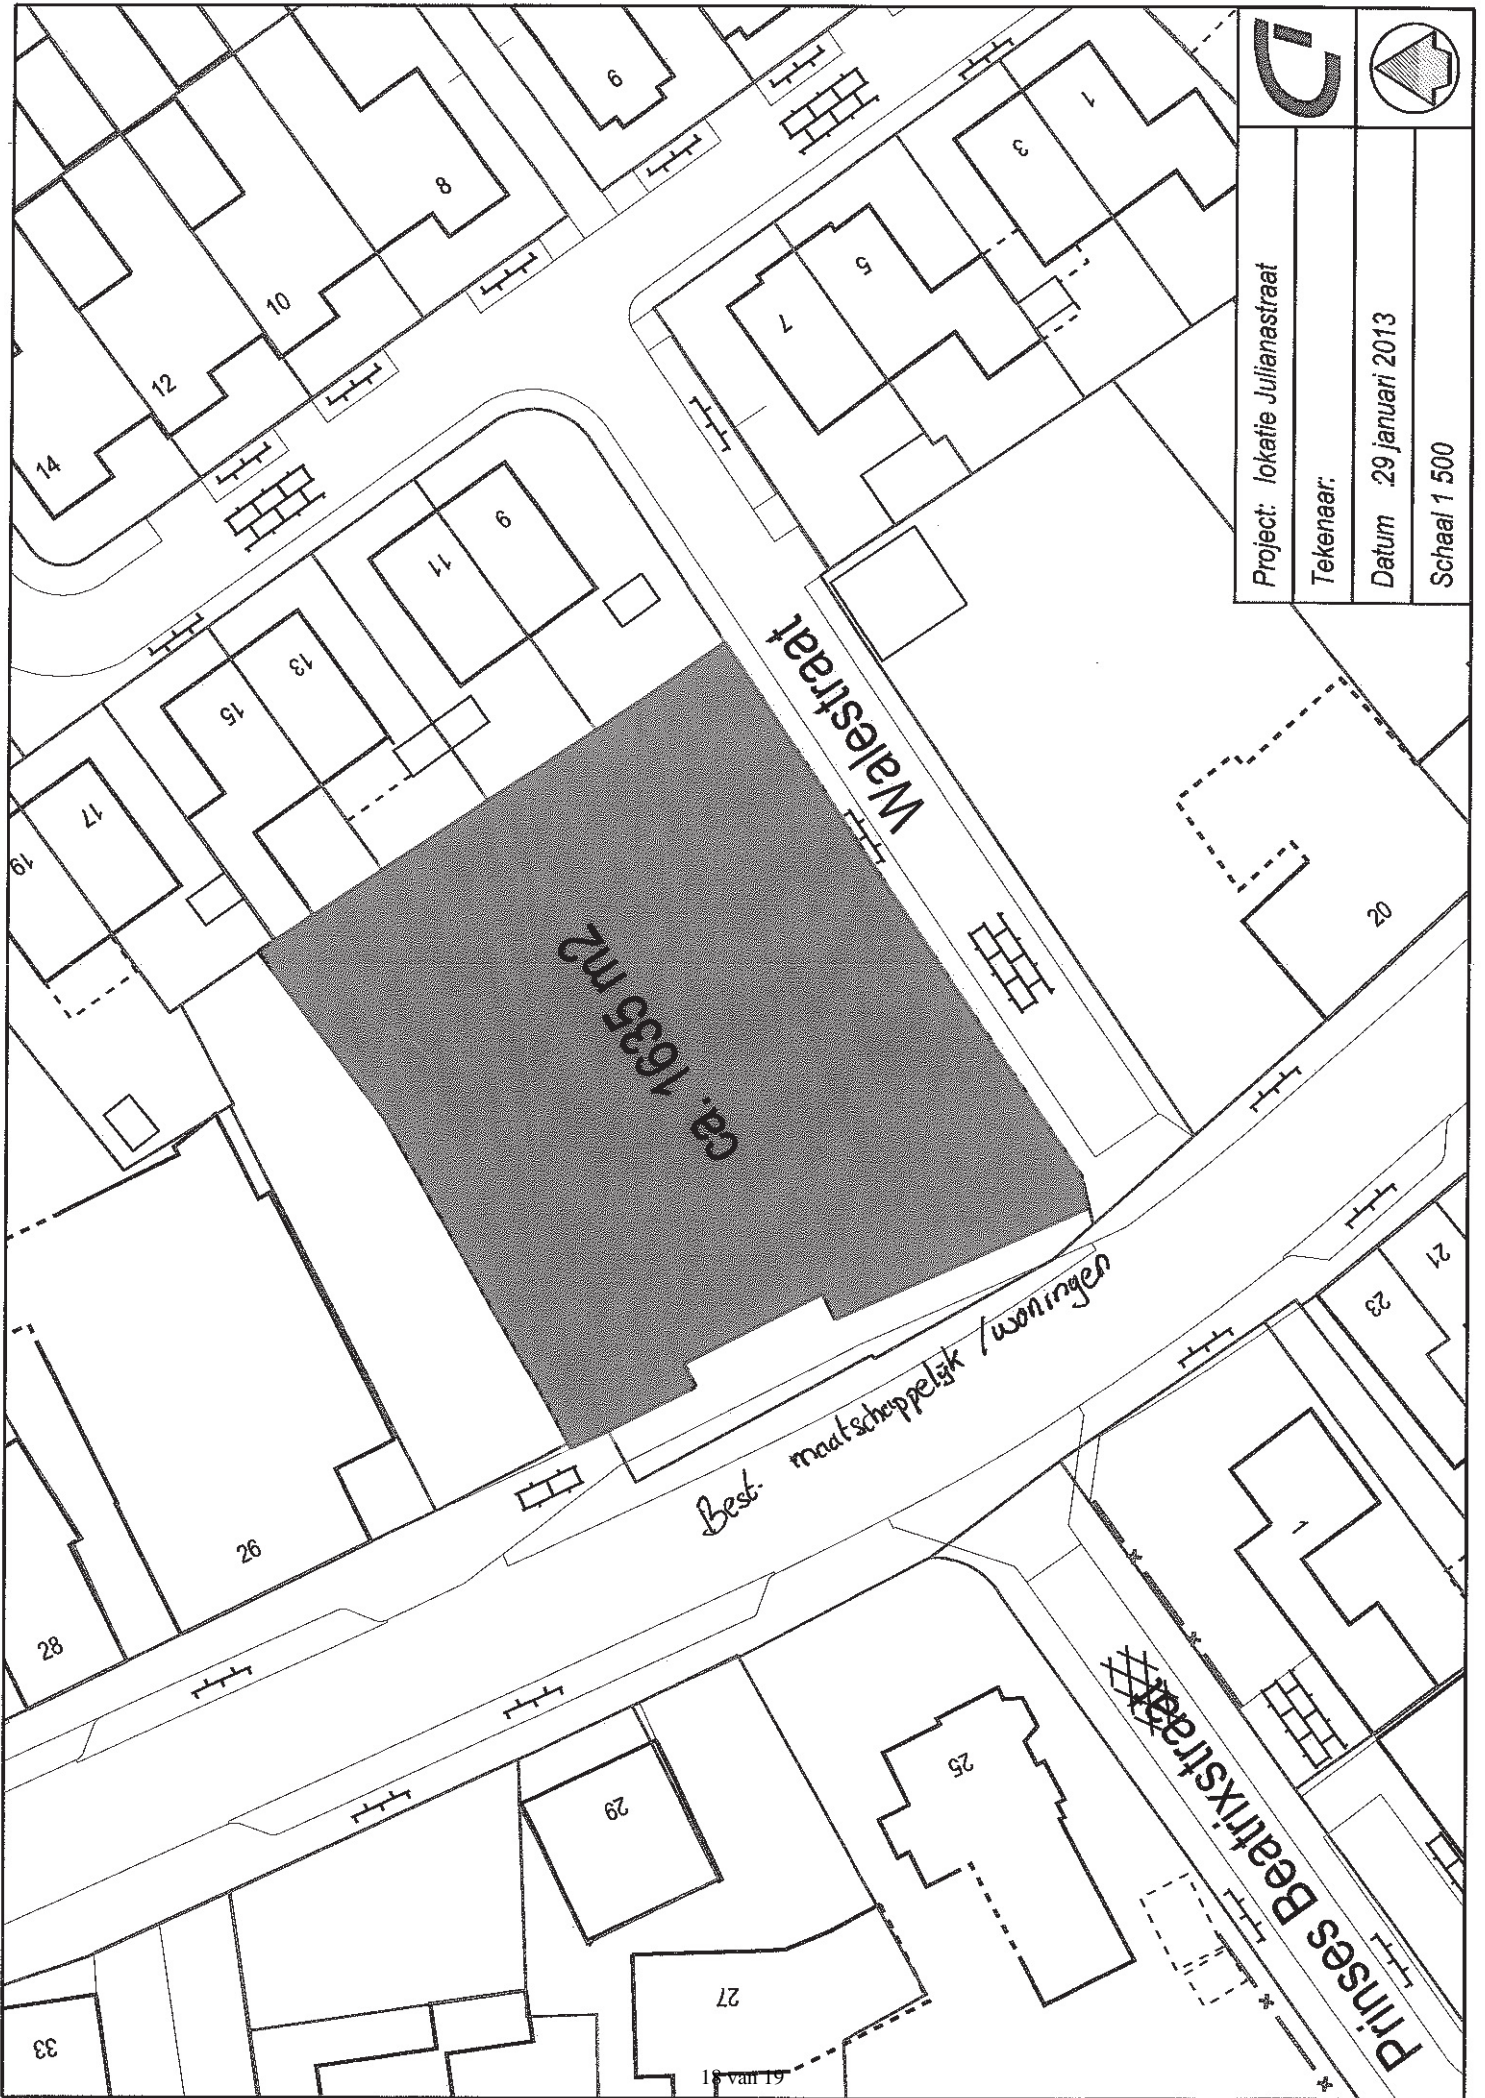 Project: lokatie Julianastraat
Tekenaar:
Datum :29 januari 2013
Schaal 1 500
9
8
10
12
14
1
3
5
7
9
11
13
15
17
19
Walestraat
ca. 1635 m2
20
Best. maatschappelijk / woningen
21
23
1
26
28
25
29
27
33
Prinses Beatrixstraat
18 van 19